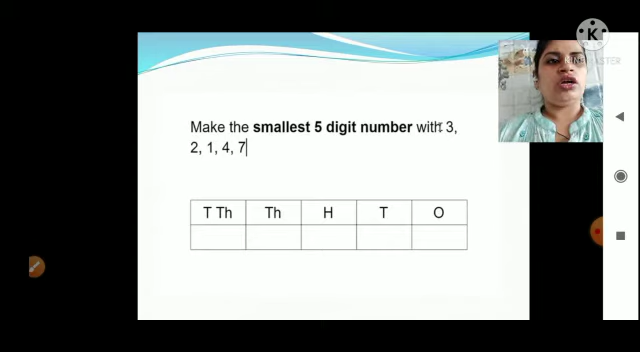 Make the smallest 5 digit number with 3,
2, 1, 4, 7
T Th Th H T O
K